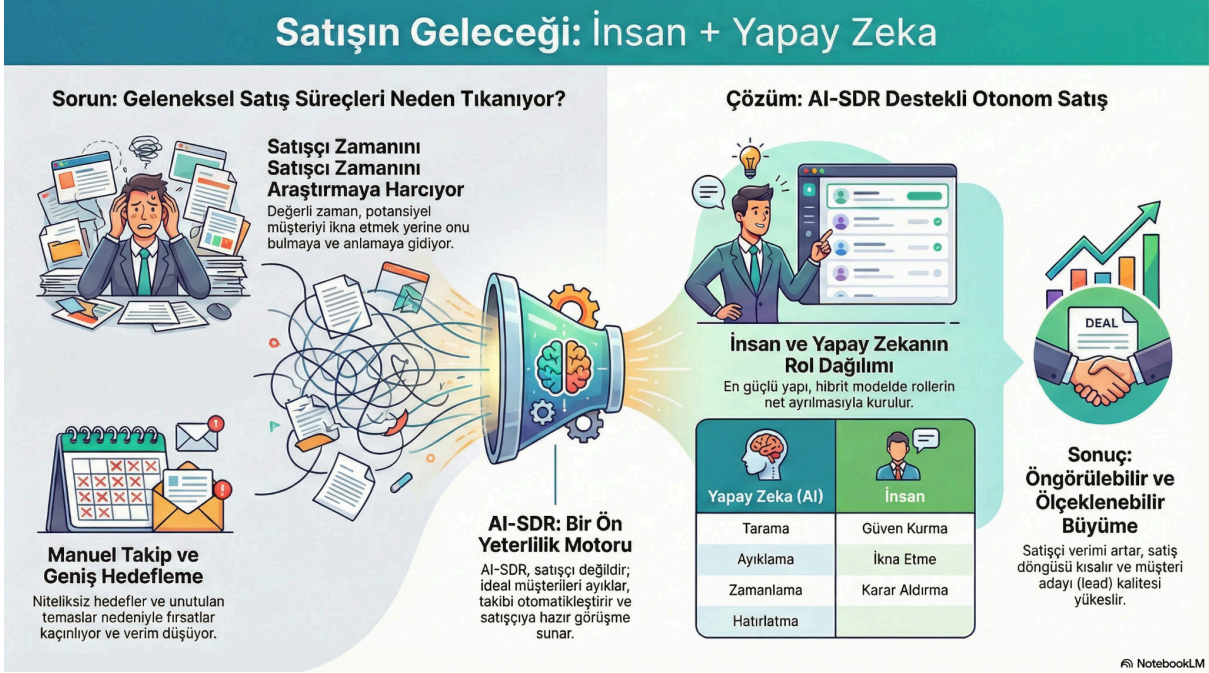 Satışın Geleceği: İnsan + Yapay Zeka
Sorun: Geleneksel Satış Süreçleri Neden Tıkanıyor?
Satışçı Zamanını
Satışcı Zamanını
Araştırmaya Harcıyor
Değerli zaman, potansiyel
müşteriyi ikna etmek yerine onu
bulmaya ve anlamaya gidiyor.
Manuel Takip ve
Geniş Hedefleme
Niteliksiz hedefler ve unutulan
temaslar nedeniyle fırsatlar
kaçınlıyor ve verim düşüyor.
AI-SDR: Bir Ön
Yeterlilik Motoru
AI-SDR, satışçı değildir;
ideal müşterileri ayıklar,
takibi otomatikleştirir ve
satışçıya hazır görüşme
sunar.
Çözüm: AI-SDR Destekli Otonom Satış
İnsan ve Yapay Zekanın
Rol Dağılımı
En güçlü yapı, hibrit modelde rollerin
net ayrılmasıyla kurulur.
Yapay Zeka (AI) İnsan
Tarama Güven Kurma
Ayıklama İkna Etme
Zamanlama Karar Aldırma
Hatırlatma
DEAL
Sonuç:
Öngörülebilir ve
Ölçeklenebilir
Büyüme
Satişçi verimi artar, satiş
döngüsü kısalır ve müşteri
adayı (lead) kalitesi
yükeslir.
NotebookLM